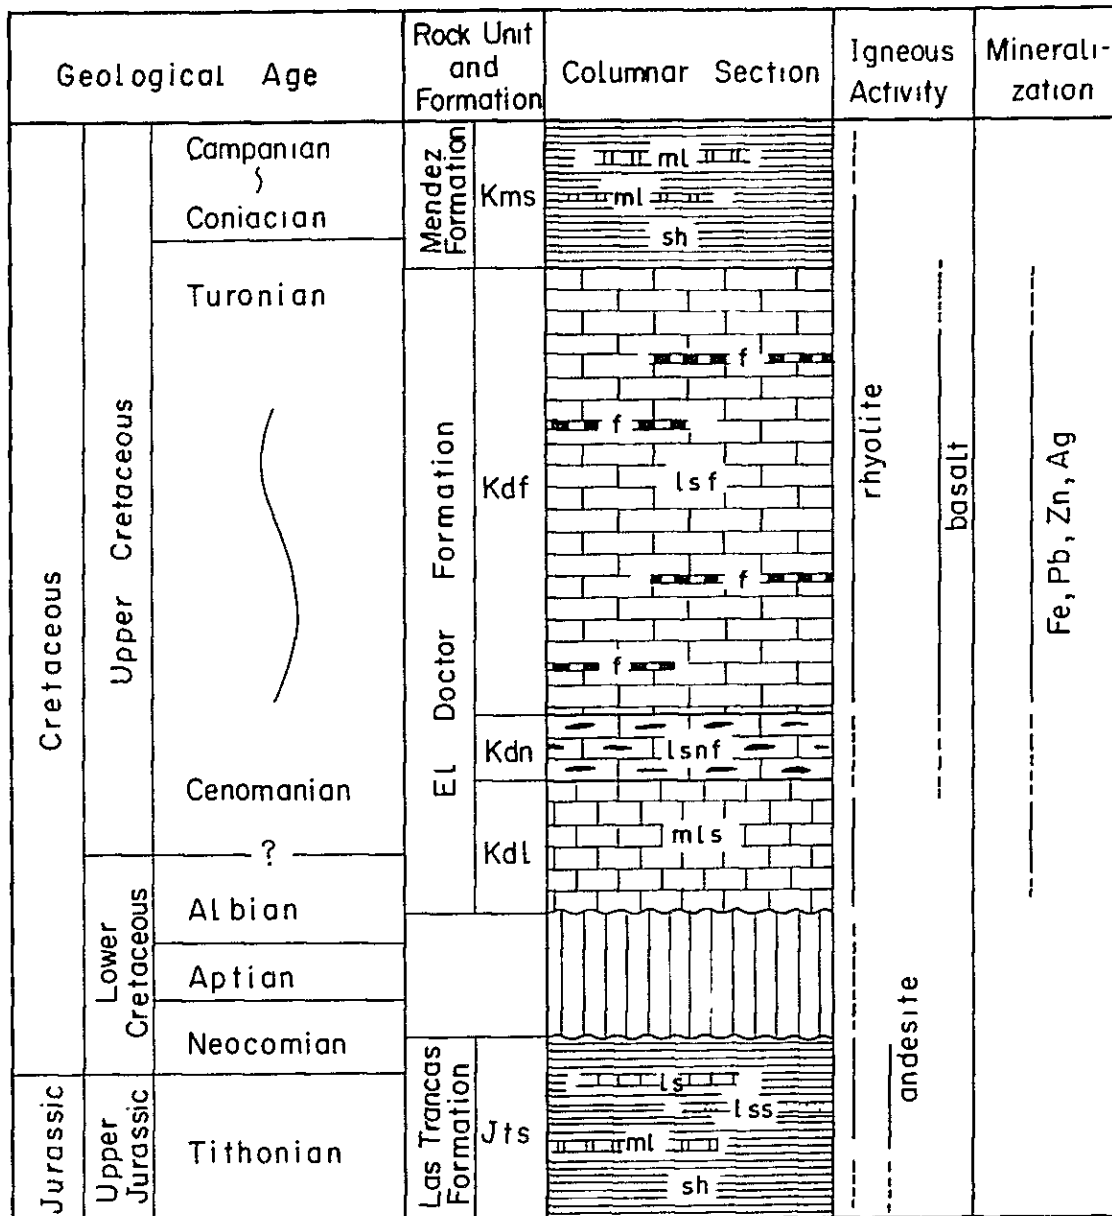 Geological Age
Rock Unit
and
Formation
Columnar Section
Igneous
Activity
Minerali-
zation
Cretaceous
Upper Cretaceous
Campanian
Coniacian
Turonian
Cenomanian
?
Lower
Cretaceous
Albian
Aptian
Neocomian
Jurassic
Upper
Jurassic
Tithonian
Mendez
Formation
Kms
El Doctor Formation
Kdf
Kdn
Kdl
Las Trancas
Formation
Jts
ml
ml
sh
f
f
lsf
f
f
lsnf
mls
ls
lss
ml
sh
rhyolite
basalt
andesite
Fe, Pb, Zn, Ag